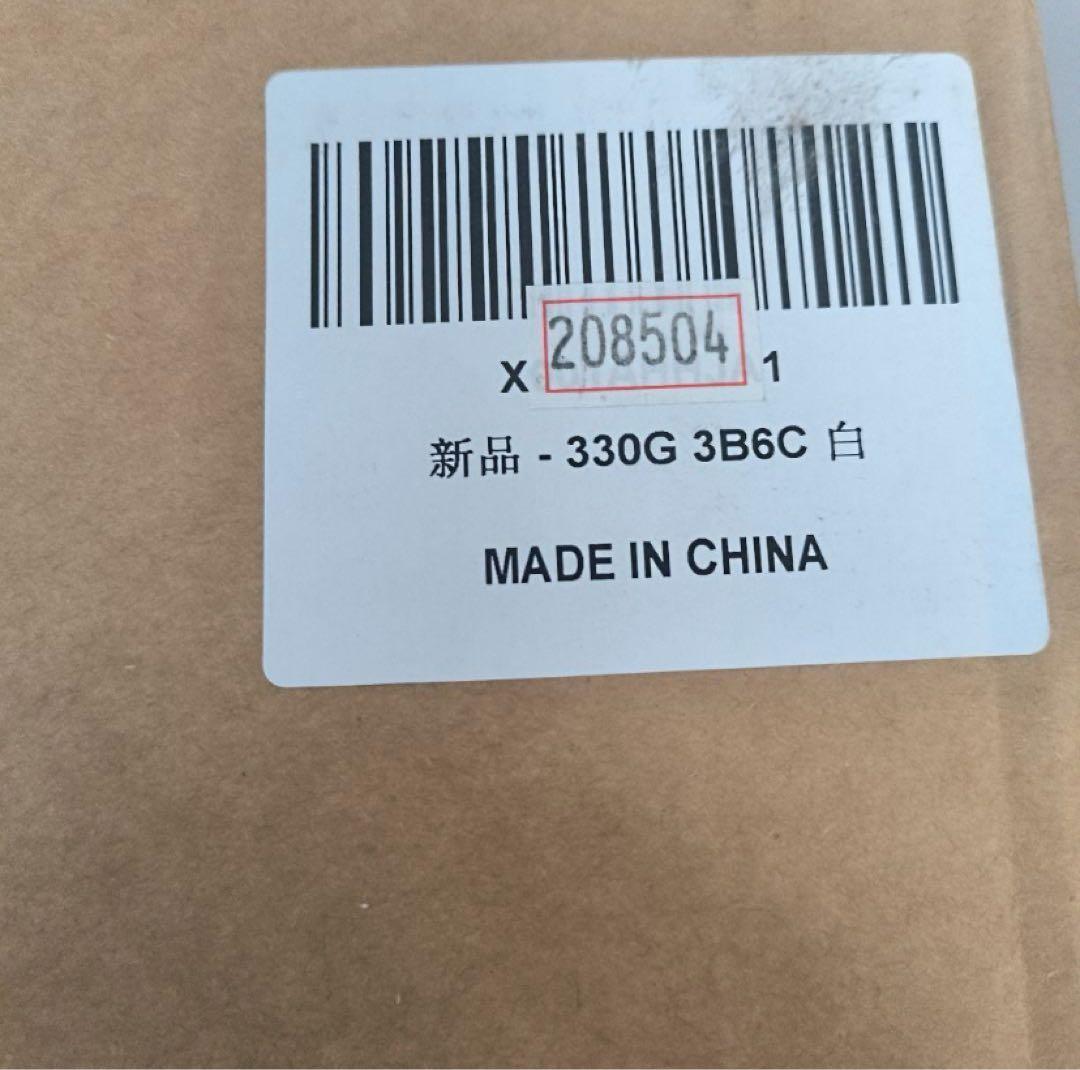 X 208504 1
新品 - 330G 3B6C 白
MADE IN CHINA